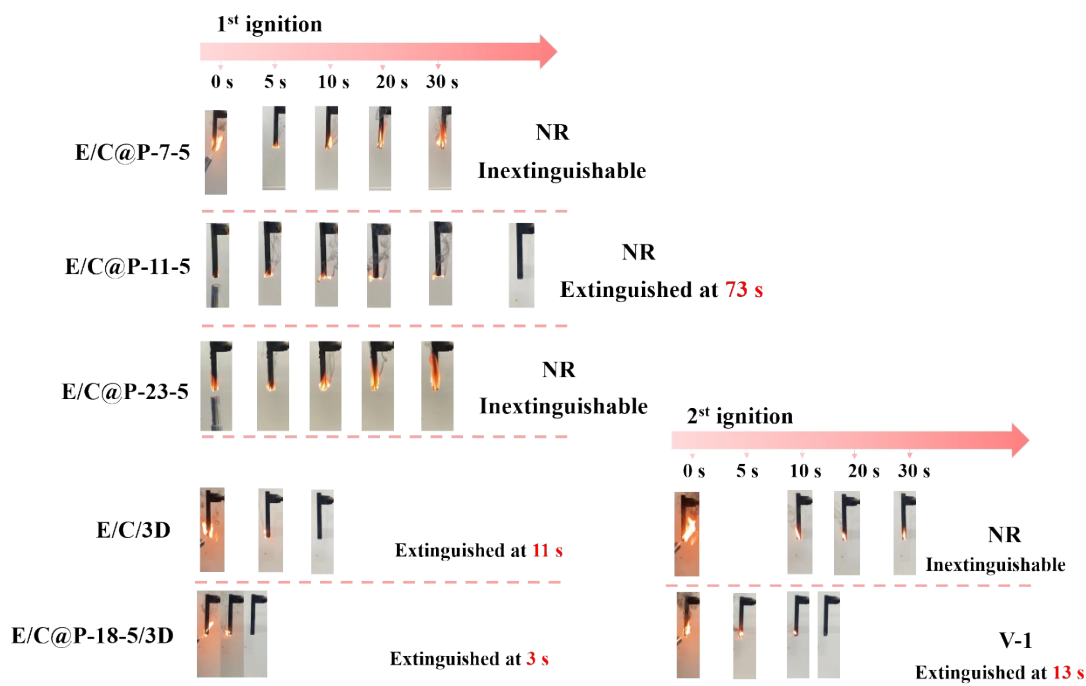 1st ignition
0 s 5 s 10 s 20 s 30 s
E/C@P-7-5
NR
Inextinguishable
E/C@P-11-5
NR
Extinguished at 73 s
E/C@P-23-5
NR
Inextinguishable
2st ignition
0 s 5 s 10 s 20 s 30 s
E/C/3D
Extinguished at 11 s
NR
Inextinguishable
E/C@P-18-5/3D
Extinguished at 3 s
V-1
Extinguished at 13 s